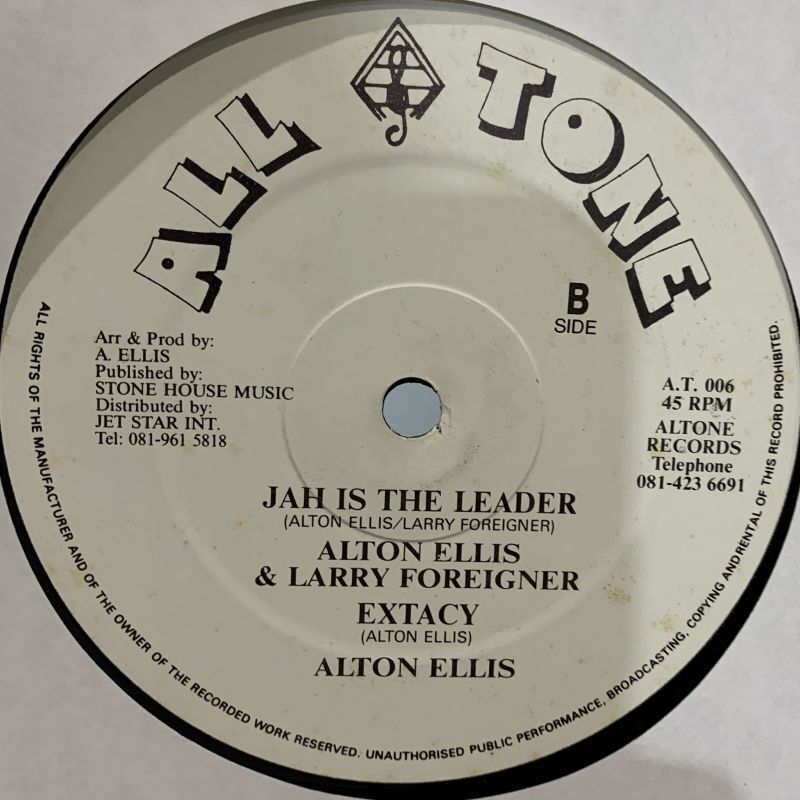 ALL TONE
B
SIDE
Arr & Prod by:
A. ELLIS
Published by:
STONE HOUSE MUSIC
Distributed by:
JET STAR INT.
Tel: 081-961 5818
A.T. 006
45 RPM
ALTONE
RECORDS
Telephone
081-423 6691
JAH IS THE LEADER
(ALTON ELLIS/LARRY FOREIGNER)
ALTON ELLIS
& LARRY FOREIGNER
EXTACY
(ALTON ELLIS)
ALTON ELLIS
ALL RIGHTS OF THE MANUFACTURER AND OF THE OWNER OF THE RECORDED WORK RESERVED. UNAUTHORISED PUBLIC PERFORMANCE, BROADCASTING, COPYING ANDRENTAL OF THIS RECORD PROHIBITED.